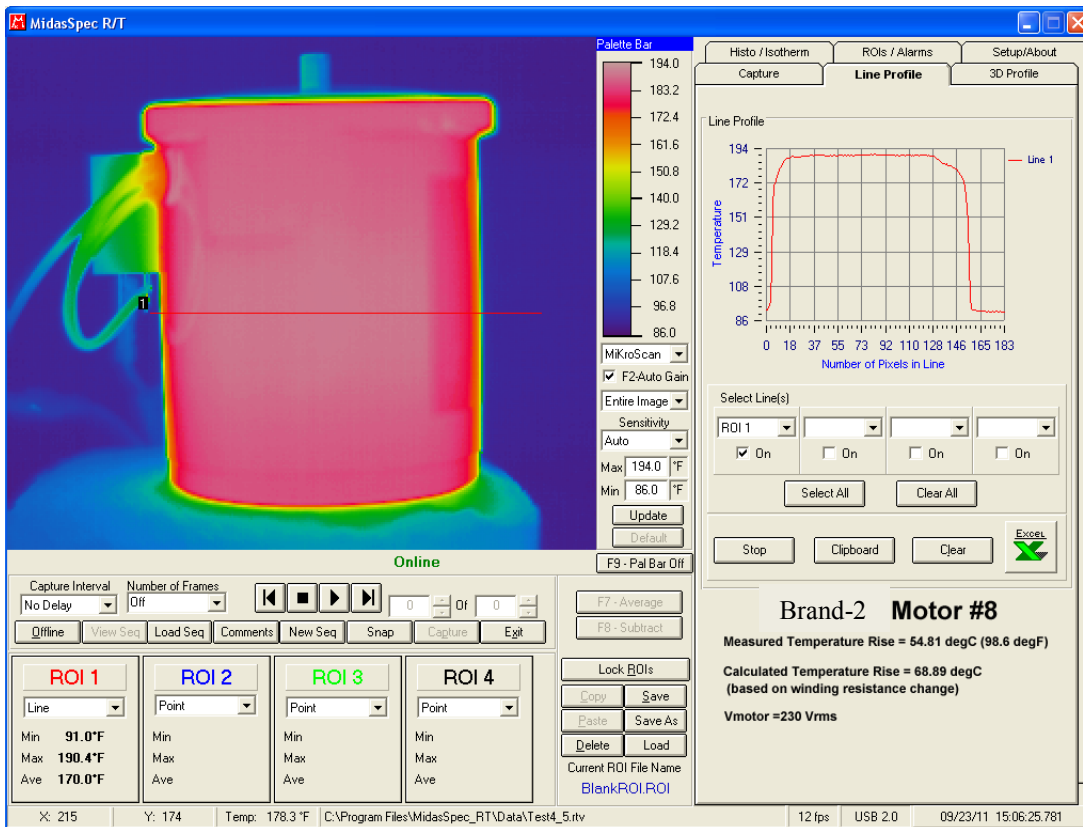 MidasSpec R/T
Palette Bar
194.0
183.2
172.4
161.6
150.8
140.0
129.2
118.4
107.6
96.8
86.0
1
MiKroScan
F2-Auto Gain
Entire Image
Sensitivity
Auto
Max 194.0 °F
Min 86.0 °F
Update
Default
F9 - Pal Bar Off
Histo / Isotherm ROIs / Alarms Setup/About
Capture Line Profile 3D Profile
Line Profile
194
172
151
129
108
86
Temperature
Line 1
0 18 37 55 73 92 110 128 146 165 183
Number of Pixels in Line
Select Line(s)
ROI 1
On On On On
Select All Clear All
Stop Clipboard Clear EXCEL
Brand-2 Motor #8
Measured Temperature Rise = 54.81 degC (98.6 degF)
Calculated Temperature Rise = 68.89 degC
(based on winding resistance change)
Vmotor =230 Vrms
Online
Capture Interval Number of Frames
No Delay Off 0 Of 0
Offline View Seq Load Seq Comments New Seq Snap Capture Exit
F7 - Average
F8 - Subtract
ROI 1 ROI 2 ROI 3 ROI 4
Line Point Point Point
Min 91.0°F Min Min Min
Max 190.4°F Max Max Max
Ave 170.0°F Ave Ave Ave
Lock ROIs
Copy Save
Paste Save As
Delete Load
Current ROI File Name
BlankROI.ROI
X: 215 Y: 174 Temp: 178.3 °F C:\Program Files\MidasSpec_RT\Data\Test4_5.rtv 12 fps USB 2.0 09/23/11 15:06:25.781